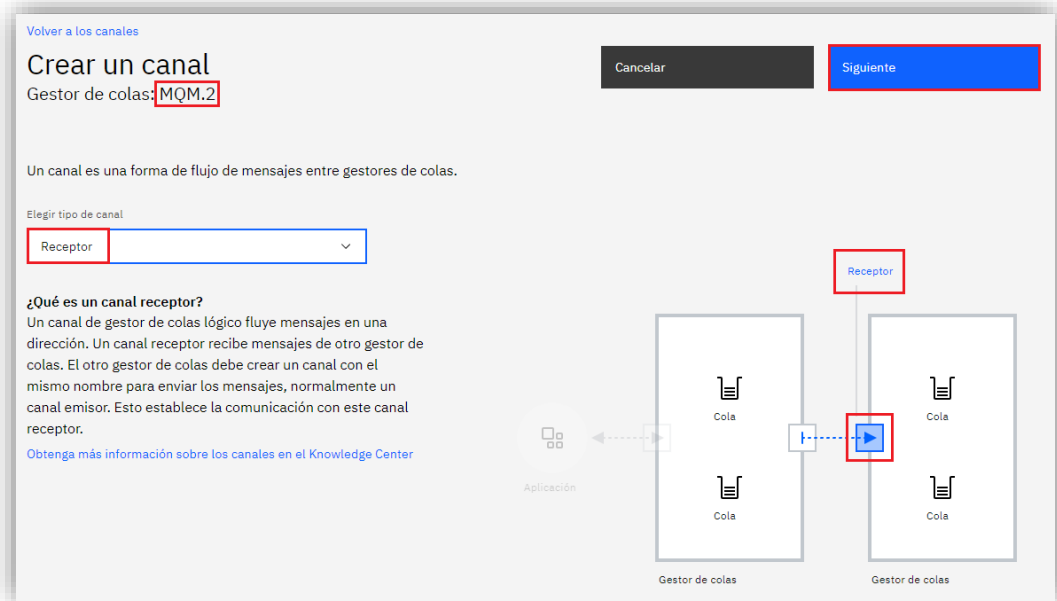 Volver a los canales
Crear un canal
Cancelar
Siguiente
Gestor de colas: MQM.2
Un canal es una forma de flujo de mensajes entre gestores de colas.
Elegir tipo de canal
Receptor
¿Qué es un canal receptor?
Un canal de gestor de colas lógico fluye mensajes en una
dirección. Un canal receptor recibe mensajes de otro gestor de
colas. El otro gestor de colas debe crear un canal con el
mismo nombre para enviar los mensajes, normalmente un
canal emisor. Esto establece la comunicación con este canal
receptor.
Obtenga más información sobre los canales en el Knowledge Center
Receptor
Cola
Cola
Aplicación
Cola
Cola
Gestor de colas
Gestor de colas